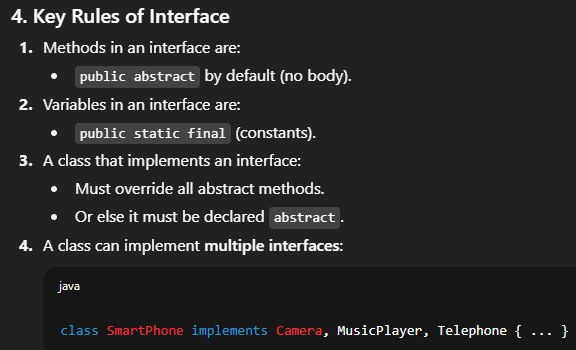 4. Key Rules of Interface
1. Methods in an interface are:
• public abstract by default (no body).
2. Variables in an interface are:
• public static final (constants).
3. A class that implements an interface:
• Must override all abstract methods.
• Or else it must be declared abstract.
4. A class can implement multiple interfaces:
java
class SmartPhone implements Camera, MusicPlayer, Telephone { ... }